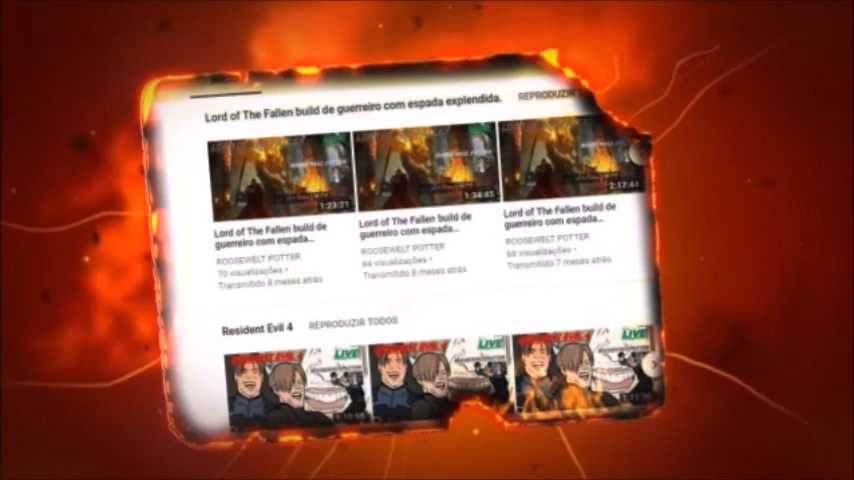 Lord of The Fallen build de guerreiro com espada explendida. REPRODUZIR
1:23:21
1:34:45
2:17:44
Lord of The Fallen build de
guerreiro com espada...
ROOSEWELT POTTER
70 visualizações •
Transmitido 8 meses atrás
Lord of The Fallen build de
guerreiro com espada...
ROOSEWELT POTTER
64 visualizações •
Transmitido 8 meses atrás
Lord of The Fallen build de
guerreiro com espada...
ROOSEWELT POTTER
68 visualizações •
Transmitido 7 meses atrás
Resident Evil 4 REPRODUZIR TODOS
LIVE
LIVE
LIVE